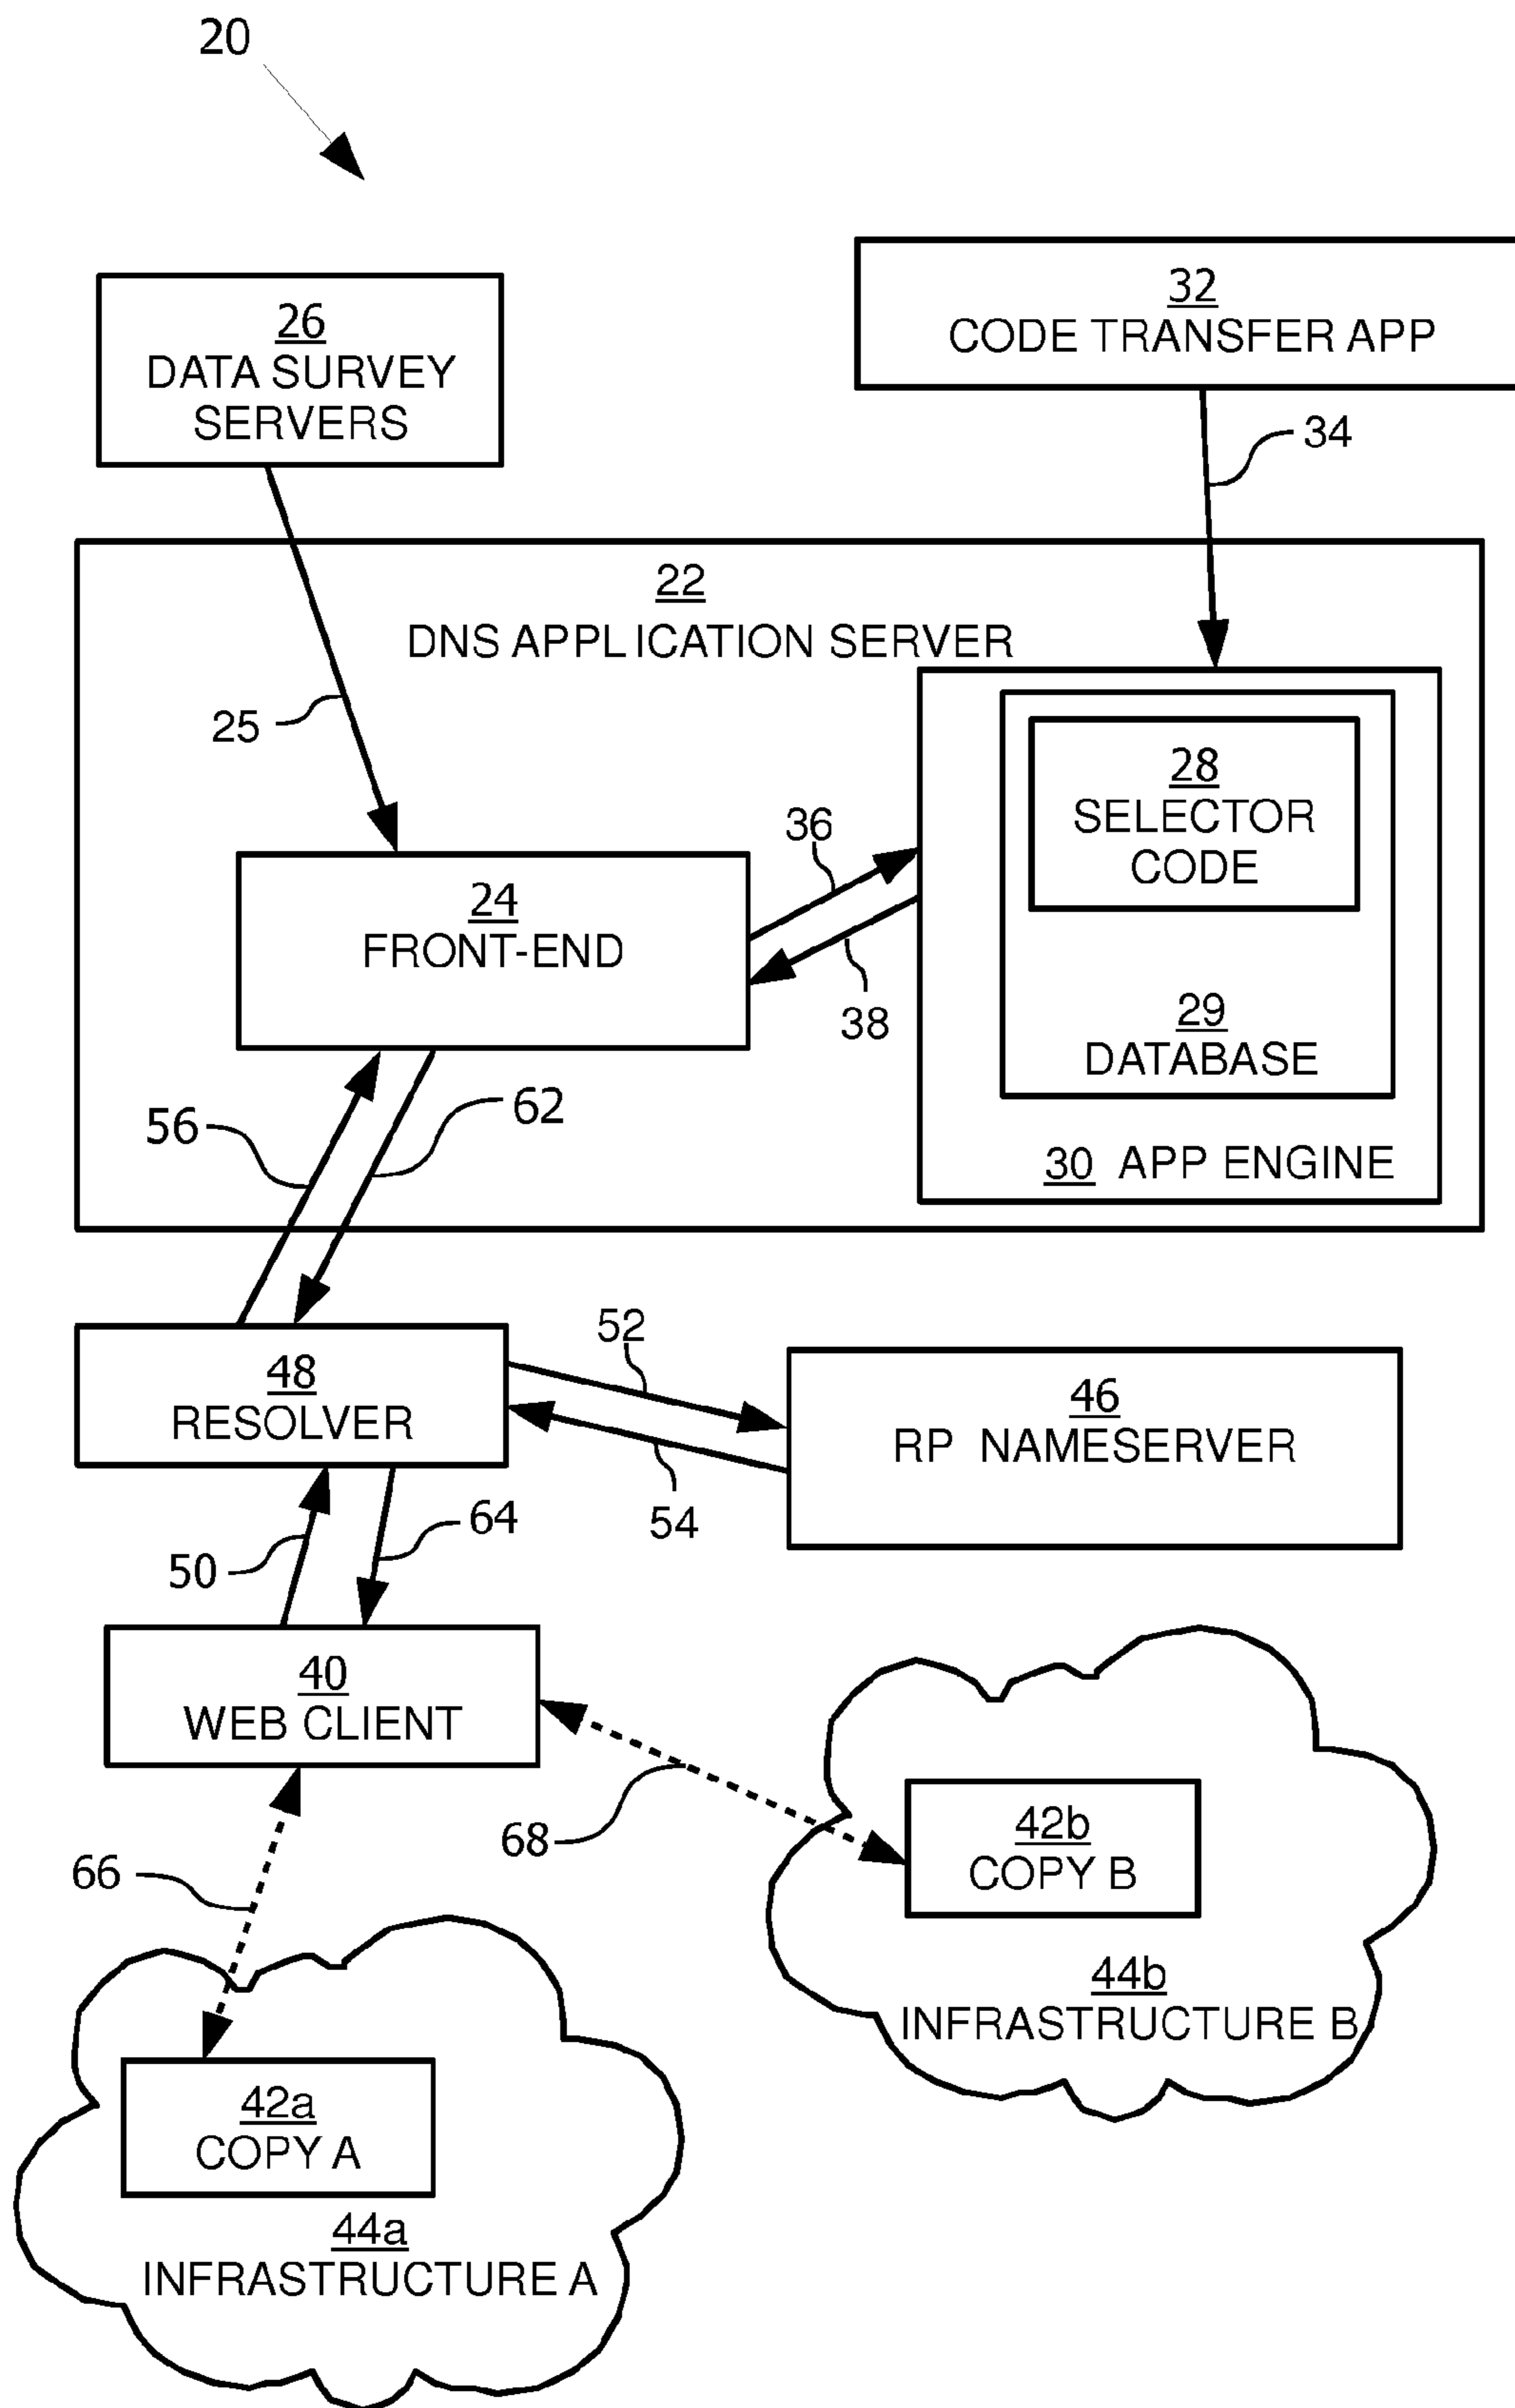 20
32
CODE TRANSFER APP
26
DATA SURVEY
SERVERS
34
22
DNS APPLICATION SERVER
25
28
SELECTOR
CODE
36
24
FRONT-END
38
29
DATABASE
56
62
30 APP ENGINE
52
48
RESOLVER
46
RP NAMESERVER
54
64
50
40
WEB CLIENT
68
42b
COPY B
66
44b
INFRASTRUCTURE B
42a
COPY A
44a
INFRASTRUCTURE A